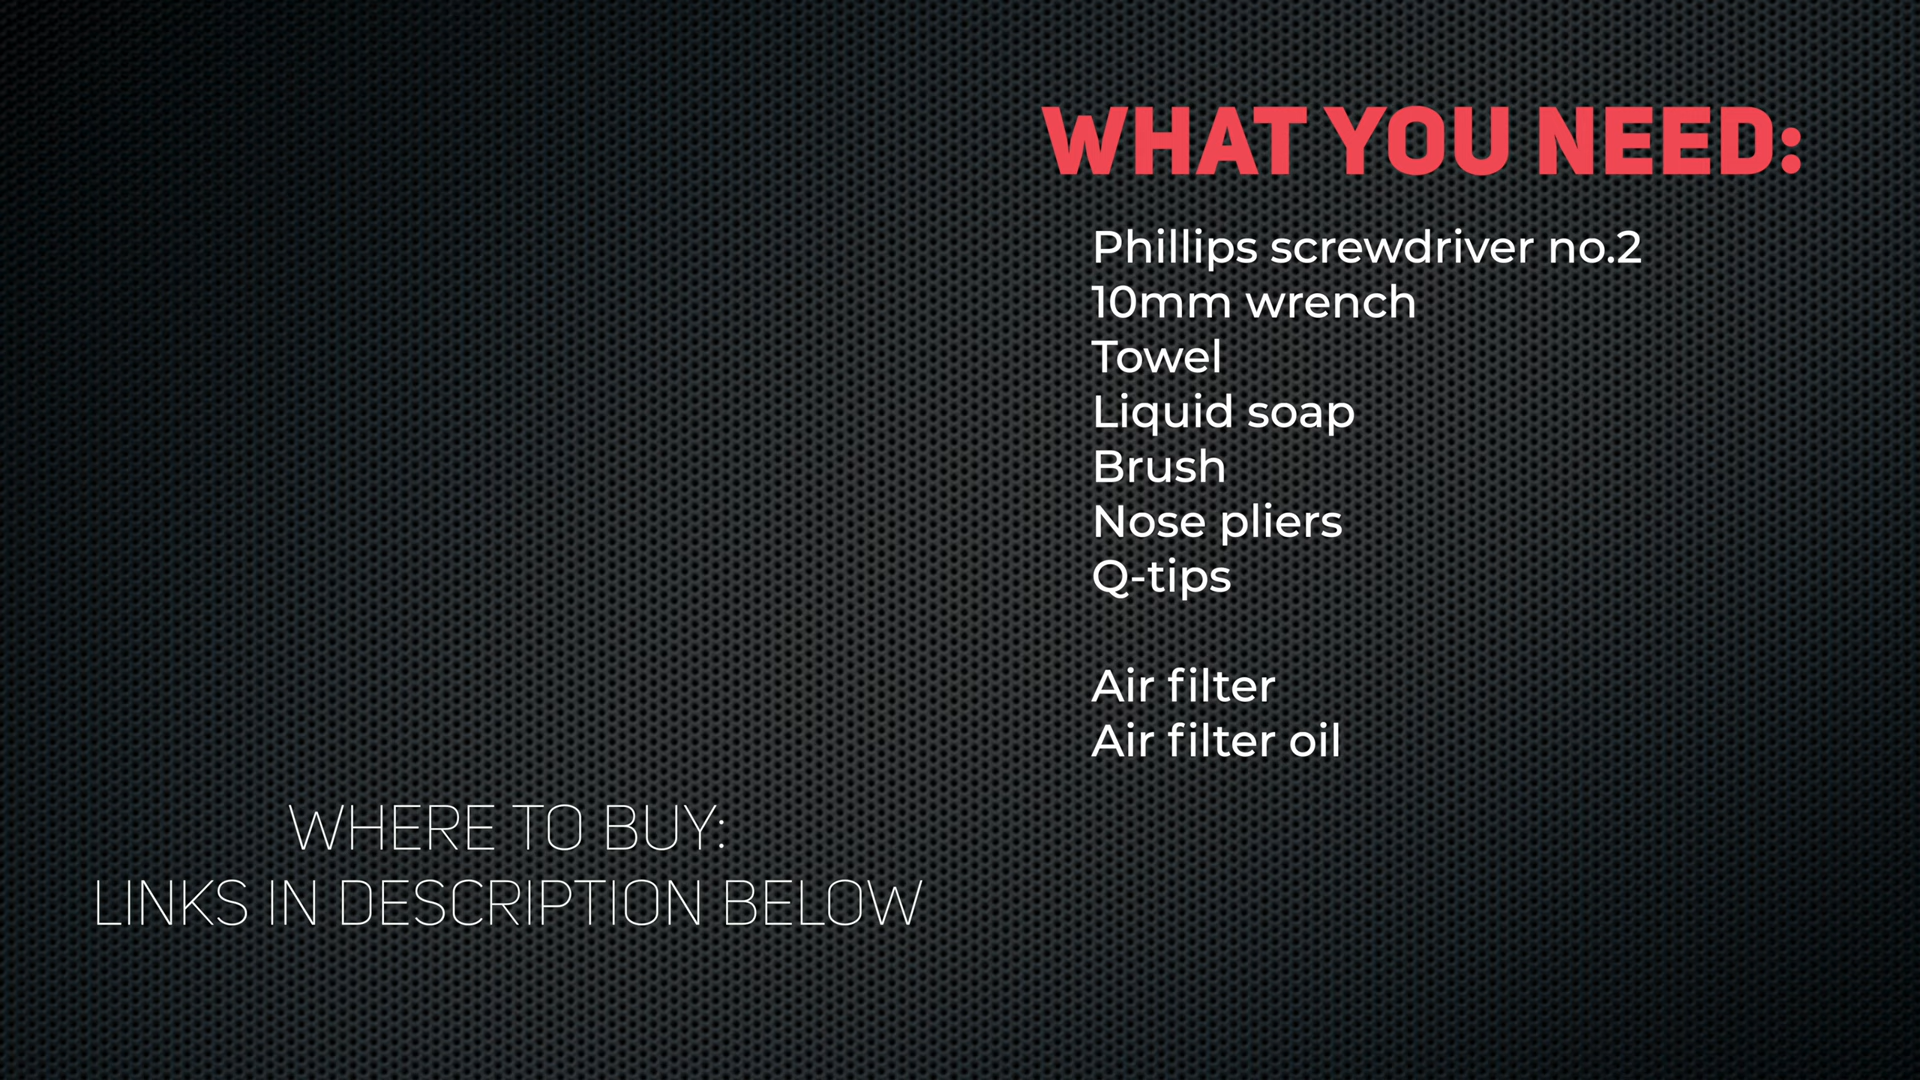 WHAT YOU NEED:
Phillips screwdriver no.2
10mm wrench
Towel
Liquid soap
Brush
Nose pliers
Q-tips
Air filter
Air filter oil
WHERE TO BUY:
LINKS IN DESCRIPTION BELOW